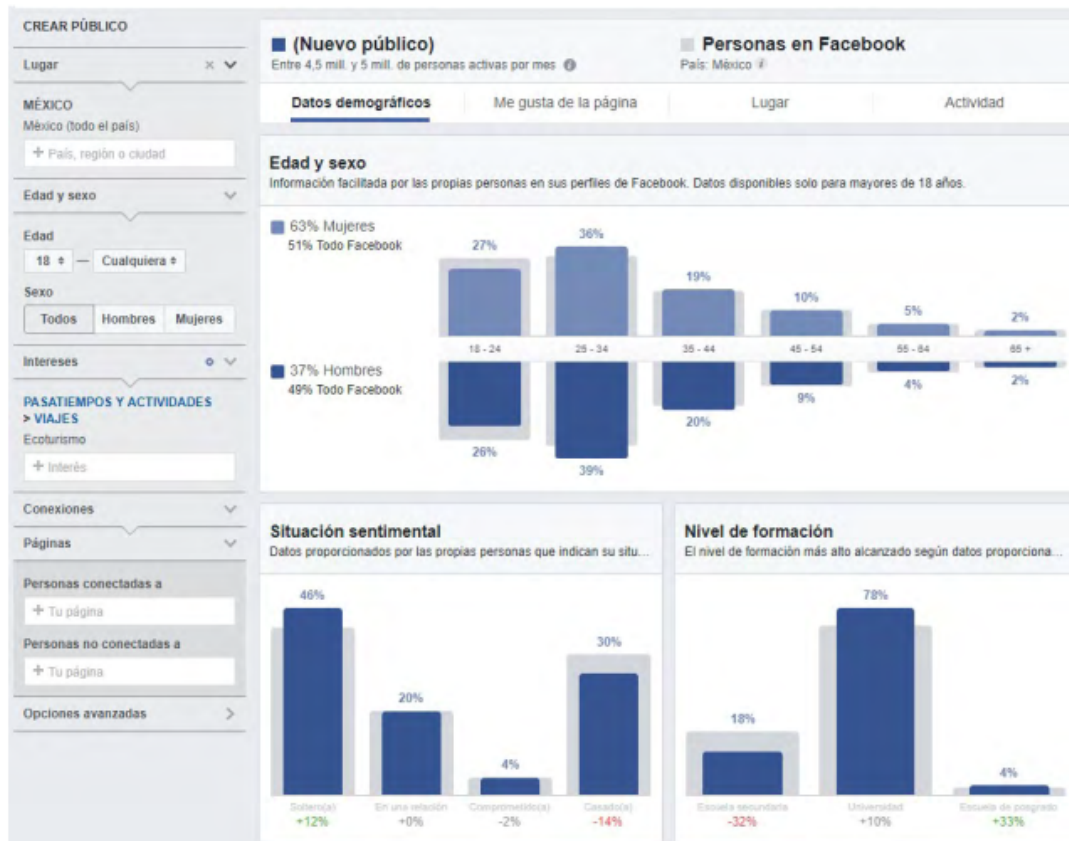 CREAR PÚBLICO
Lugar
MÉXICO
México (todo el país)
+ País, región o ciudad
Edad y sexo
Edad
18 — Cualquiera
Sexo
Todos Hombres Mujeres
Intereses
PASATIEMPOS Y ACTIVIDADES
> VIAJES
Ecoturismo
+ Interés
Conexiones
Páginas
Personas conectadas a
+ Tu página
Personas no conectadas a
+ Tu página
Opciones avanzadas
(Nuevo público)
Entre 4,5 mill. y 5 mill. de personas activas por mes
Personas en Facebook
País: México
Datos demográficos Me gusta de la página Lugar Actividad
Edad y sexo
Información facilitada por las propias personas en sus perfiles de Facebook. Datos disponibles solo para mayores de 18 años.
63% Mujeres
51% Todo Facebook
27% 36% 19% 10% 5% 2%
18 - 24 25 - 34 35 - 44 45 - 54 55 - 64 65 +
37% Hombres
49% Todo Facebook
26% 39% 20% 9% 4% 2%
Situación sentimental
Datos proporcionados por las propias personas que indican su situ...
46% 20% 4% 30%
Soltero(a) En una relación Comprometido(a) Casado(a)
+12% +0% -2% -14%
Nivel de formación
El nivel de formación más alto alcanzado según datos proporciona...
18% 78% 4%
Escuela secundaria Universidad Escuela de posgrado
-32% +10% +33%